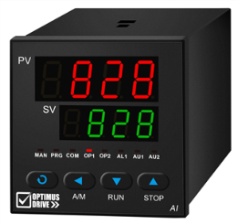 PV 828
SV 828
MAN PRG COM OP1 OP2 AL1 AU1 AU2
A/M RUN STOP
OPTIMUS
DRIVE
AI